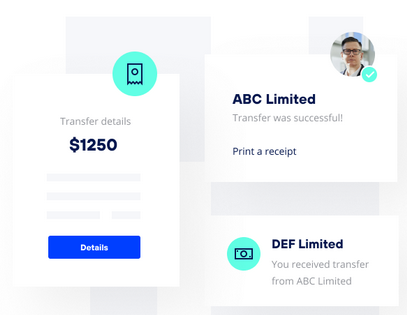 Transfer details
$1250
Details
ABC Limited
Transfer was successful!
Print a receipt
DEF Limited
You received transfer
from ABC Limited